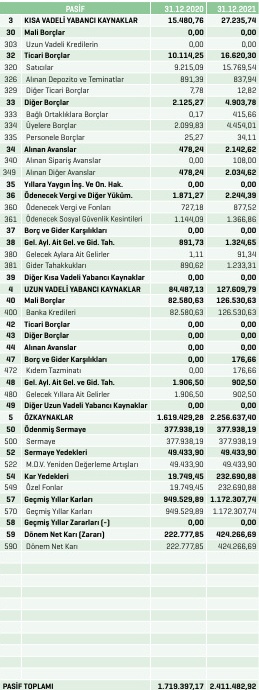 PASİF 31.12.2020 31.12.2021
3 KISA VADELİ YABANCI KAYNAKLAR 15.480,76 27.235,74
30 Mali Borçlar 0,00 0,00
303 Uzun Vadeli Kredilerin 0,00 0,00
32 Ticari Borçlar 10.114,25 16.620,30
320 Satıcılar 9.215,09 15.769,54
326 Alınan Depozito ve Teminatlar 891,39 837,94
329 Diğer Ticari Borçlar 7,78 12,82
33 Diğer Borçlar 2.125,27 4.903,78
333 Bağlı Ortaklıklara Borçlar 0,17 415,66
334 Üyelere Borçlar 2.099,83 4.454,01
335 Personele Borçlar 25,27 34,11
34 Alınan Avanslar 478,24 2.142,62
340 Alınan Sipariş Avanslar 0,00 108,00
349 Alınan Diğer Avanslar 478,24 2.034,62
35 Yıllara Yaygın İnş. Ve On. Hak. 0,00 0,00
36 Ödenecek Vergi ve Diğer Yüküm. 1.871,27 2.244,39
360 Ödenecek Vergi ve Fonları 727,18 877,52
361 Ödenecek Sosyal Güvenlik Kesintileri 1.144,09 1.366,86
37 Borç ve Gider Karşılıkları 0,00 0,00
38 Gel. Ayl. Ait Gel. ve Gid. Tah. 891,73 1.324,65
380 Gelecek Aylara Ait Gelirler 1,11 91,34
381 Gider Tahakkukları 890,62 1.233,31
39 Diğer Kısa Vadeli Yabancı Kaynaklar 0,00 0,00
4 UZUN VADELİ YABANCI KAYNAKLAR 84.487,13 127.609,79
40 Mali Borçlar 82.580,63 126.530,63
400 Banka Kredileri 82.580,63 126.530,63
42 Ticari Borçlar 0,00 0,00
43 Diğer Borçlar 0,00 0,00
44 Alınan Avanslar 0,00 0,00
47 Borç ve Gider Karşılıkları 0,00 176,66
472 Kıdem Tazminatı 0,00 176,66
48 Gel. Ayl. Ait Gel. ve Gid. Tah. 1.906,50 902,50
480 Gelecek Yıllara Ait Gelirler 1.906,50 902,50
49 Diğer Uzun Vadeli Yabancı Kaynaklar 0,00 0,00
5 ÖZKAYNAKLAR 1.619.429,28 2.256.637,40
50 Ödenmiş Sermaye 377.938,19 377.938,19
500 Sermaye 377.938,19 377.938,19
52 Sermaye Yedekleri 49.433,90 49.433,90
522 M.D.V. Yeniden Değerleme Artışları 49.433,90 49.433,90
54 Kar Yedekleri 19.749,45 232.690,88
549 Özel Fonlar 19.749,45 232.690,88
57 Geçmiş Yıllar Karları 949.529,89 1.172.307,74
570 Geçmiş Yıllar Karları 949.529,89 1.172.307,74
58 Geçmiş Yıllar Zararları (-) 0,00 0,00
59 Dönem Net Karı (Zararı) 222.777,85 424.266,69
590 Dönem Net Karı 222.777,85 424.266,69
PASİF TOPLAMI 1.719.397,17 2.411.482,92